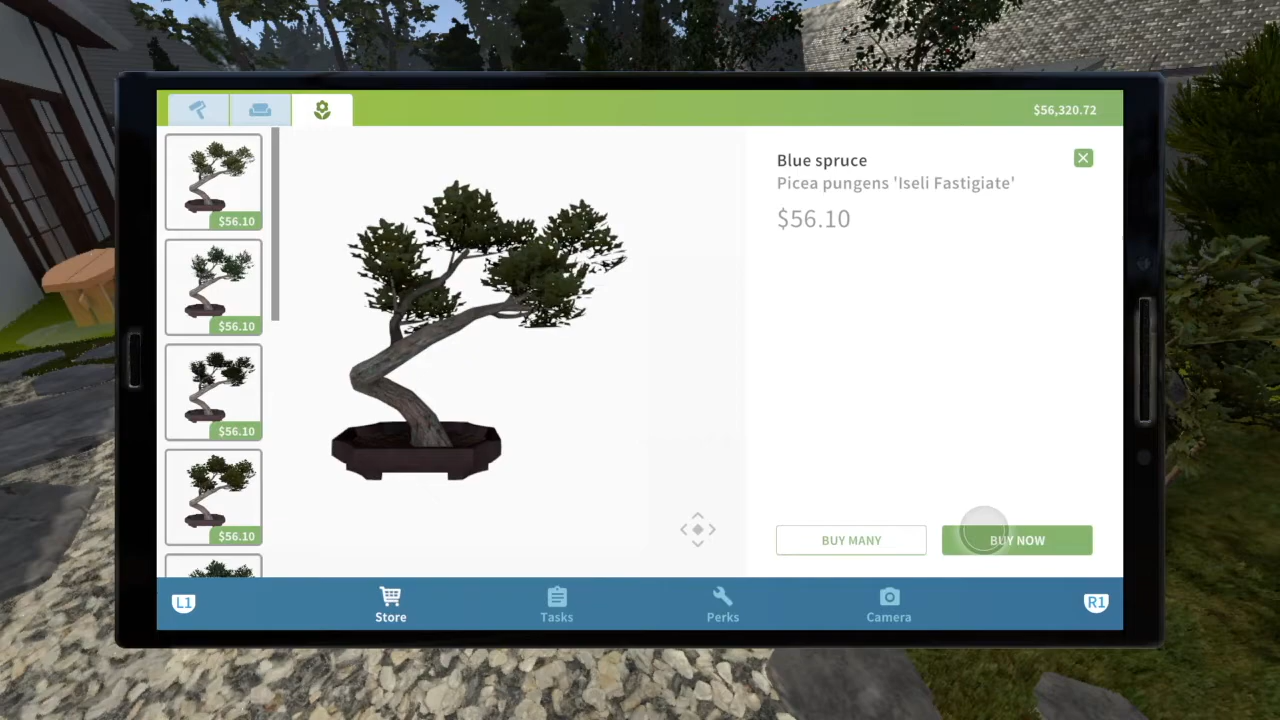 $56,320.72
$56.10
$56.10
$56.10
$56.10
Blue spruce
Picea pungens 'Iseli Fastigiate'
$56.10
BUY MANY
BUY NOW
L1
Store
Tasks
Perks
Camera
R1